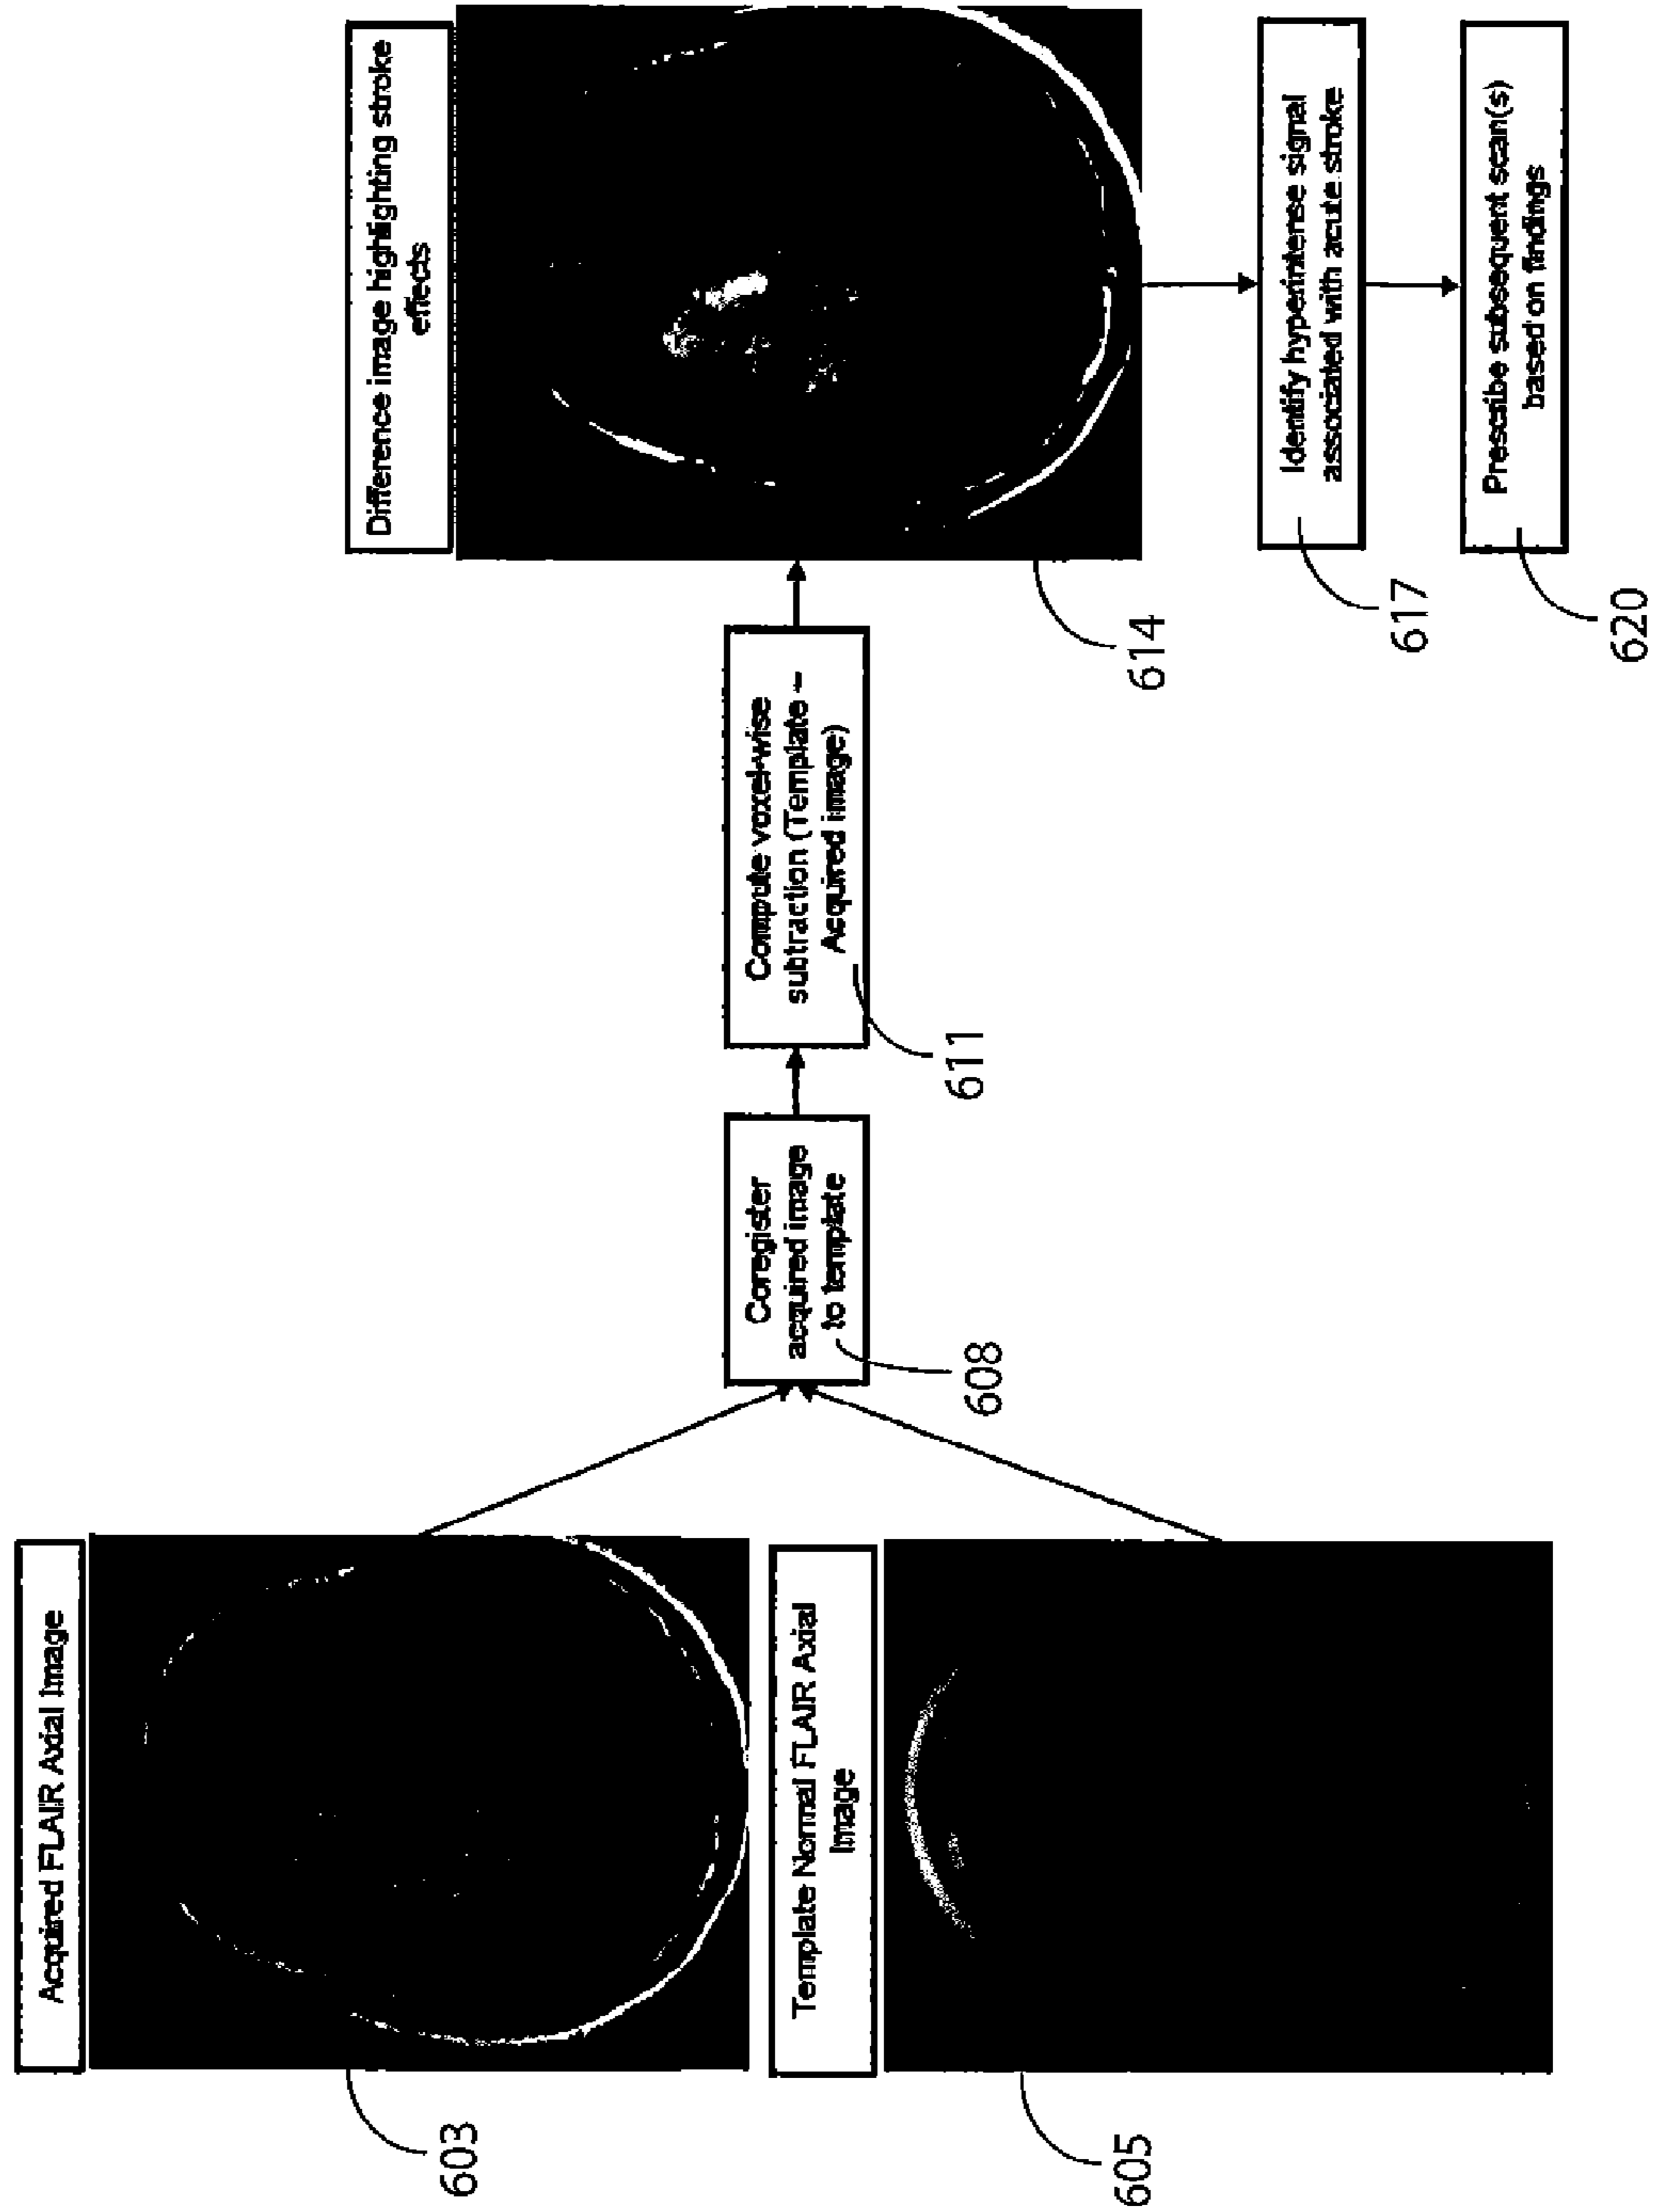 Acquired FLAIR Axial Image
603
Template Normal FLAIR Axial
Image
605
Coregister
acquired image
to template
608
Compute voxel-wise
subtraction (Template –
Acquired image)
611
Difference image highlighting stroke
effects
614
Identify hyperintense signal
associated with acute stroke
617
Prescribe subsequent scan(s)
based on findings
620